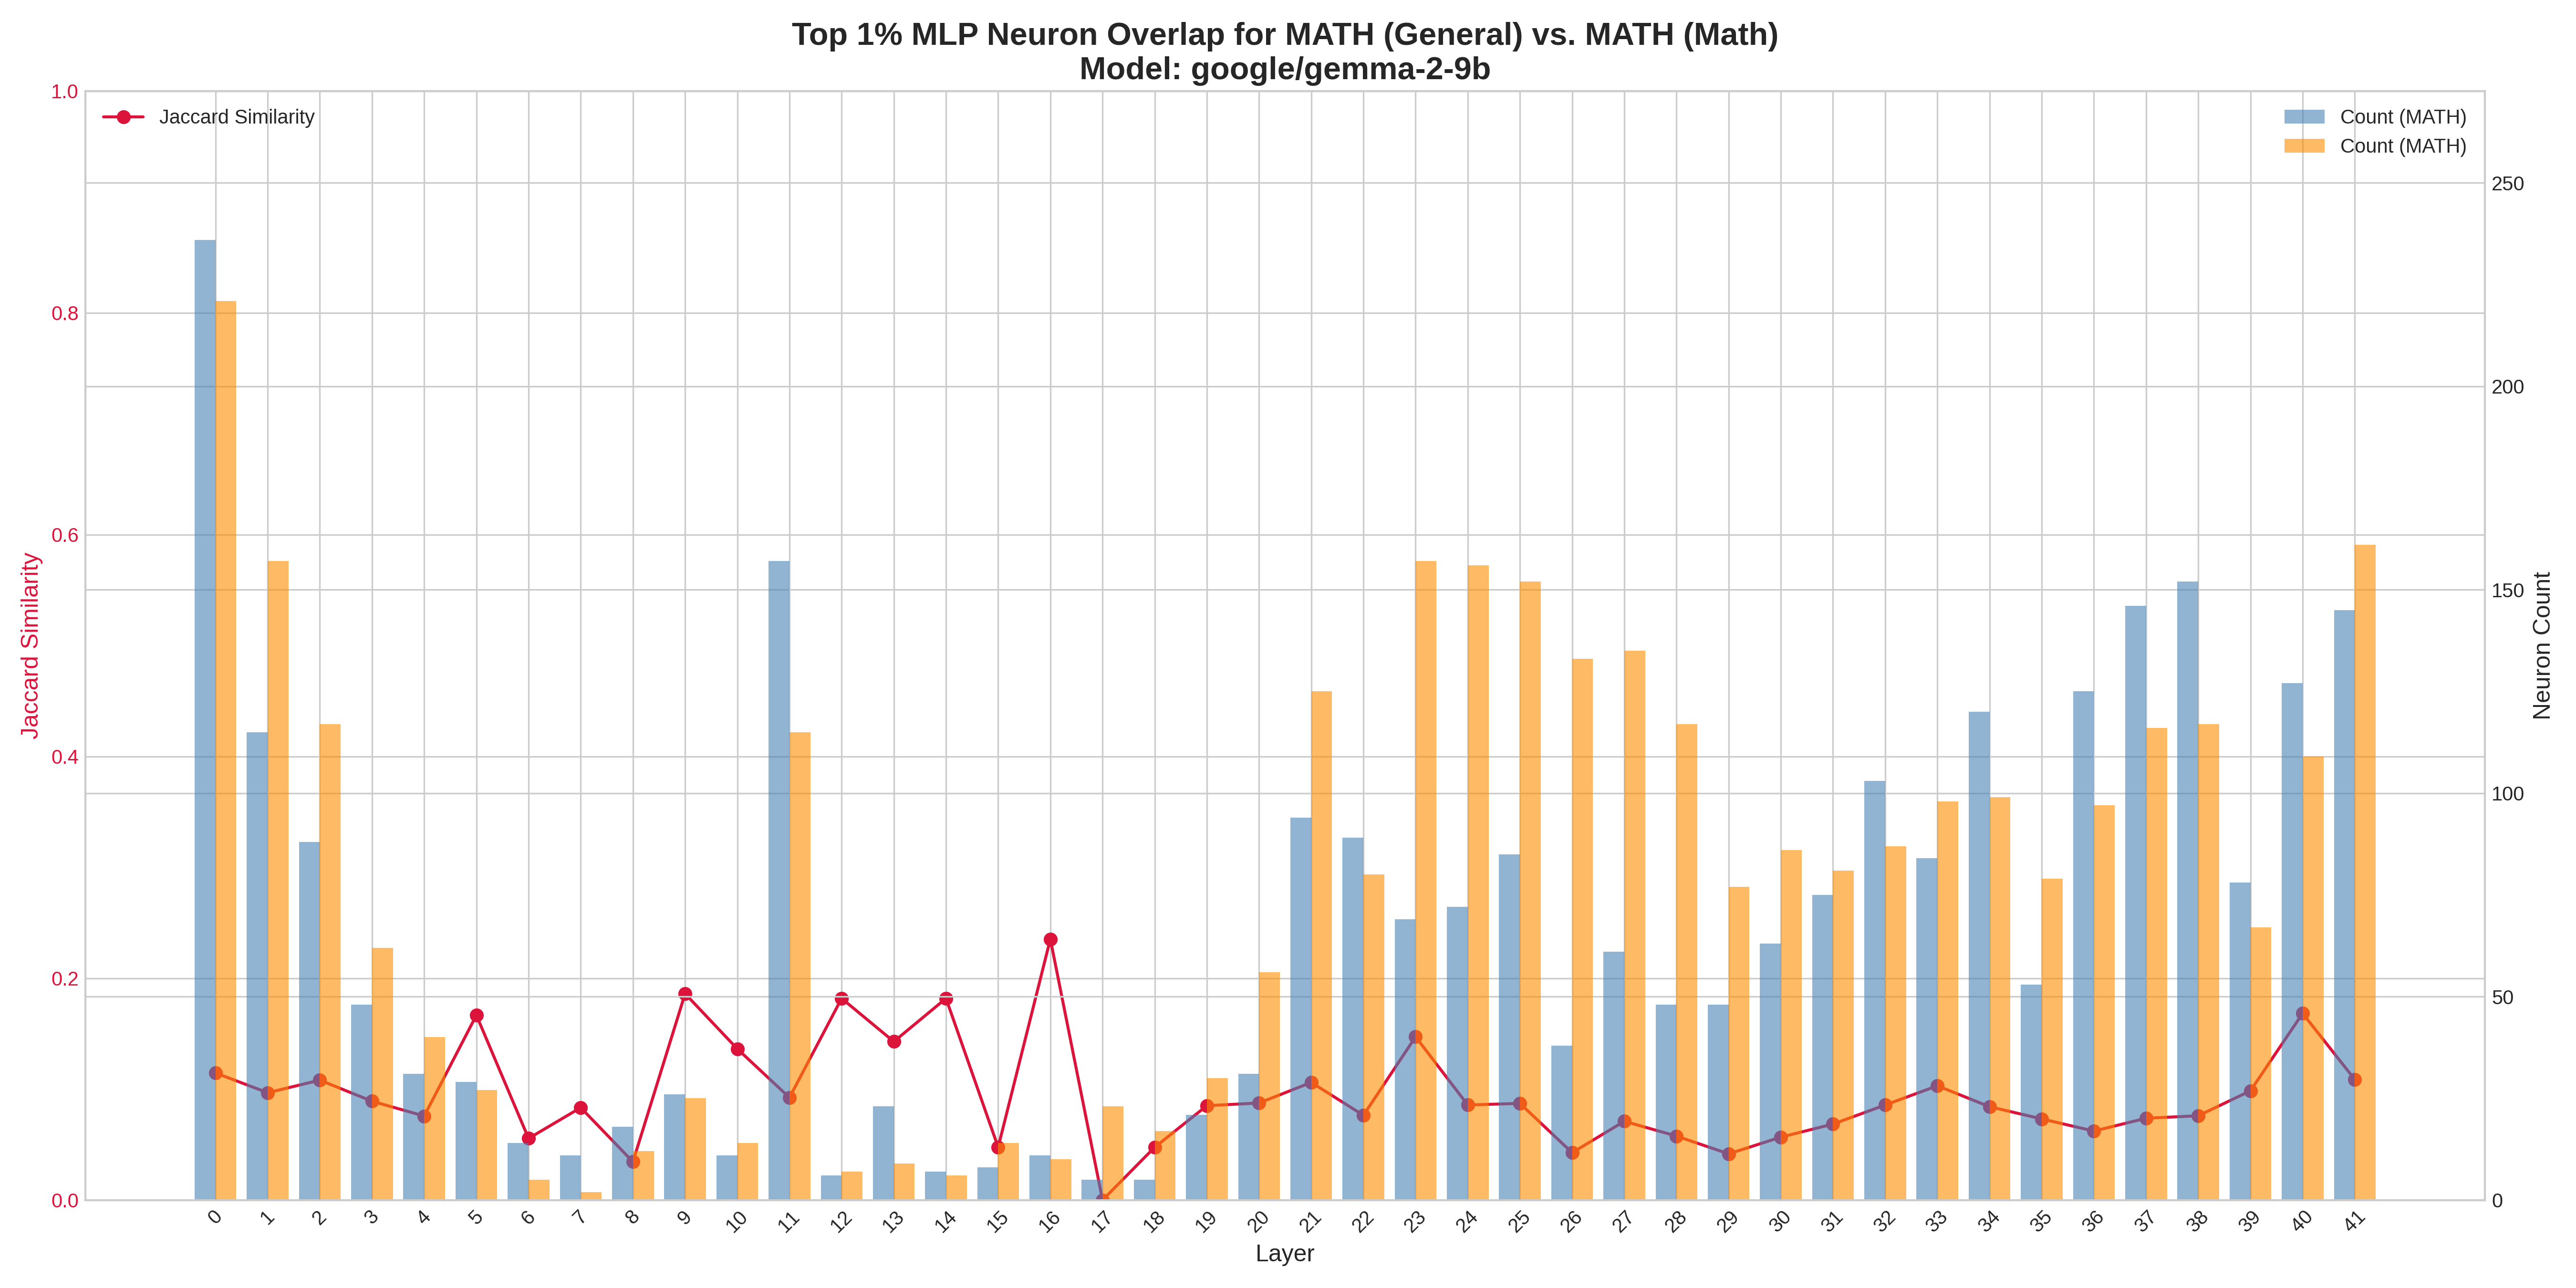 Top 1% MLP Neuron Overlap for MATH (General) vs. MATH (Math)
Model: google/gemma-2-9b
Jaccard Similarity
Count (MATH)
Count (MATH)
1.0
0.8
0.6
0.4
0.2
0.0
Jaccard Similarity
250
200
150
100
50
0
Neuron Count
0 1 2 3 4 5 6 7 8 9 10 11 12 13 14 15 16 17 18 19 20 21 22 23 24 25 26 27 28 29 30 31 32 33 34 35 36 37 38 39 40 41
Layer